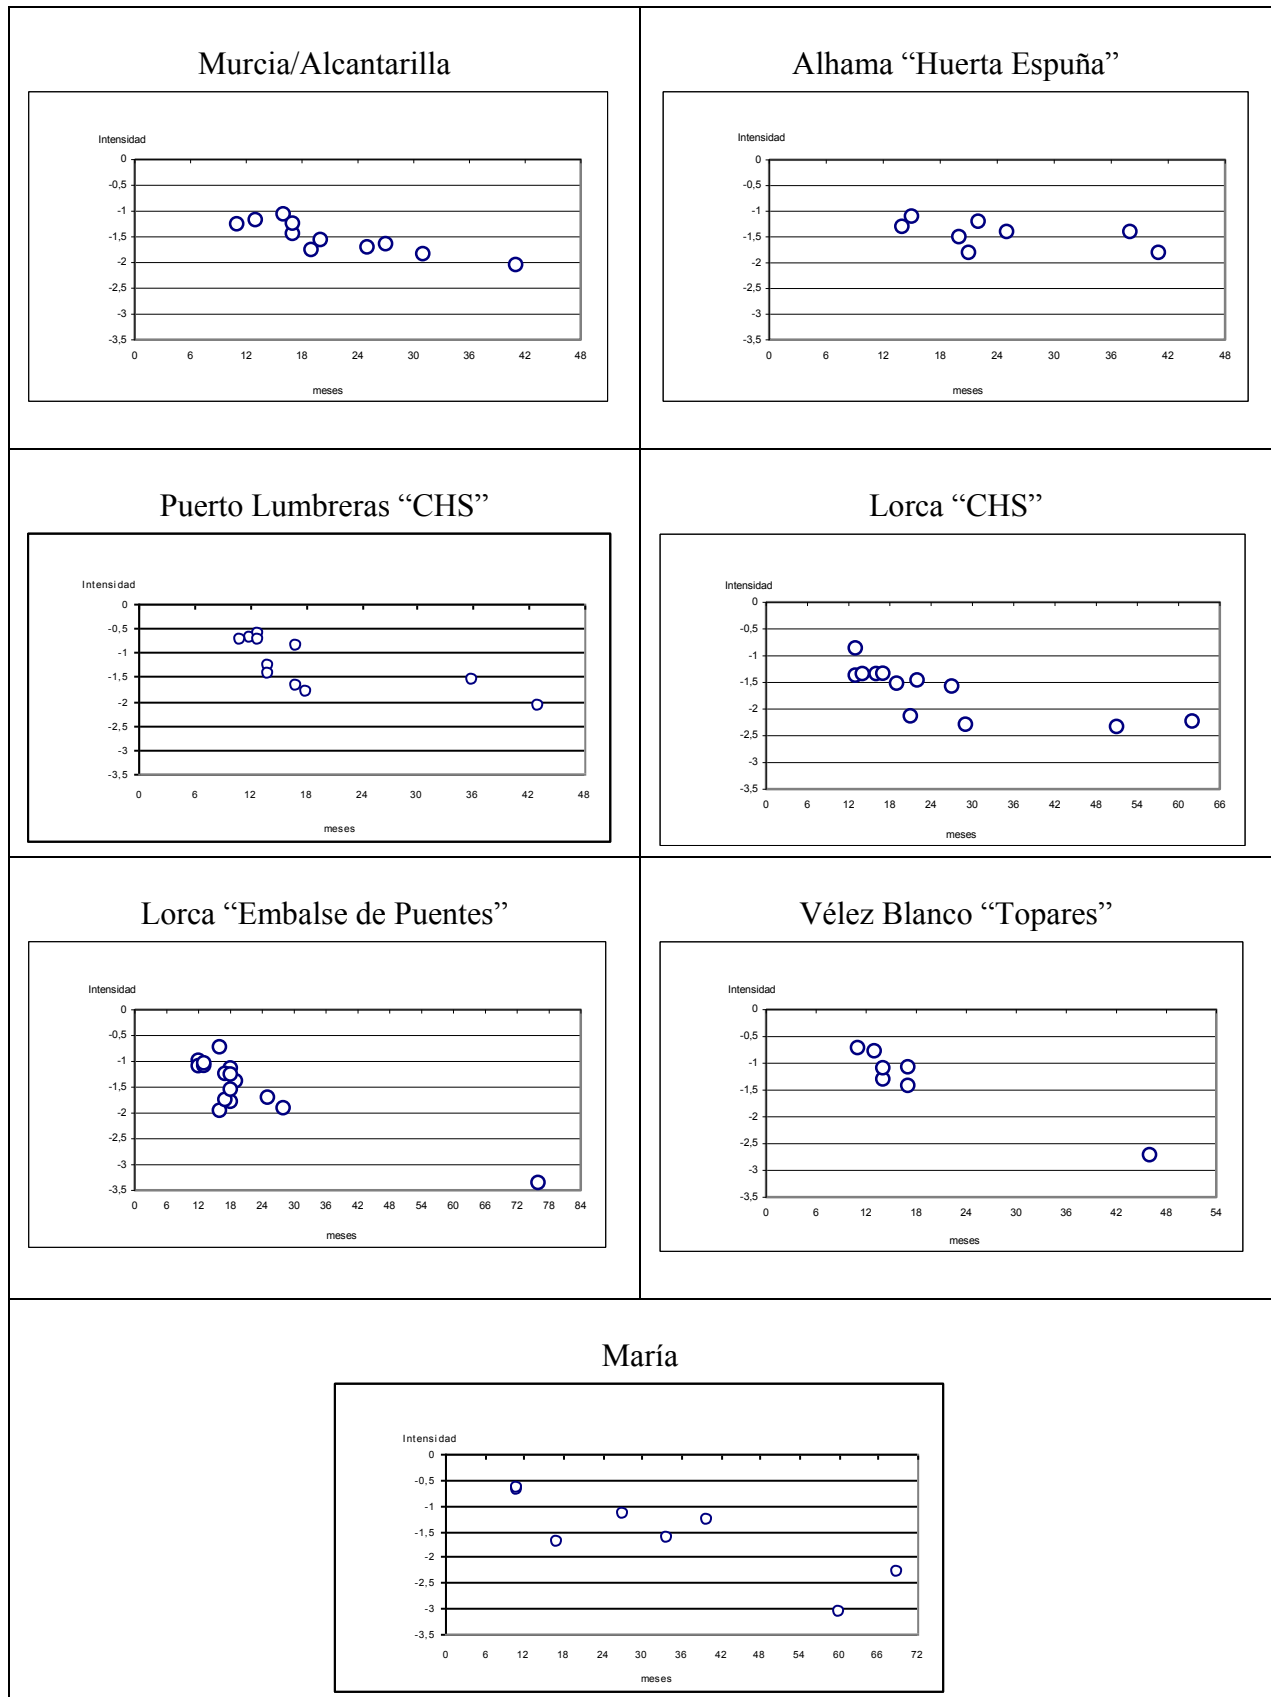 Murcia/Alcantarilla
Intensidad
0
-0,5
-1
-1,5
-2
-2,5
-3
-3,5
0 6 12 18 24 30 36 42 48
meses
Alhama “Huerta Espuña”
Intensidad
0
-0,5
-1
-1,5
-2
-2,5
-3
-3,5
0 6 12 18 24 30 36 42 48
meses
Puerto Lumbreras “CHS”
Intensidad
0
-0,5
-1
-1,5
-2
-2,5
-3
-3,5
0 6 12 18 24 30 36 42 48
meses
Lorca “CHS”
Intensidad
0
-0,5
-1
-1,5
-2
-2,5
-3
-3,5
0 6 12 18 24 30 36 42 48 54 60 66
meses
Lorca “Embalse de Puentes”
Intensidad
0
-0,5
-1
-1,5
-2
-2,5
-3
-3,5
0 6 12 18 24 30 36 42 48 54 60 66 72 78 84
meses
Vélez Blanco “Topares”
Intensidad
0
-0,5
-1
-1,5
-2
-2,5
-3
-3,5
0 6 12 18 24 30 36 42 48 54
meses
María
Intensidad
0
-0,5
-1
-1,5
-2
-2,5
-3
-3,5
0 6 12 18 24 30 36 42 48 54 60 66 72
meses